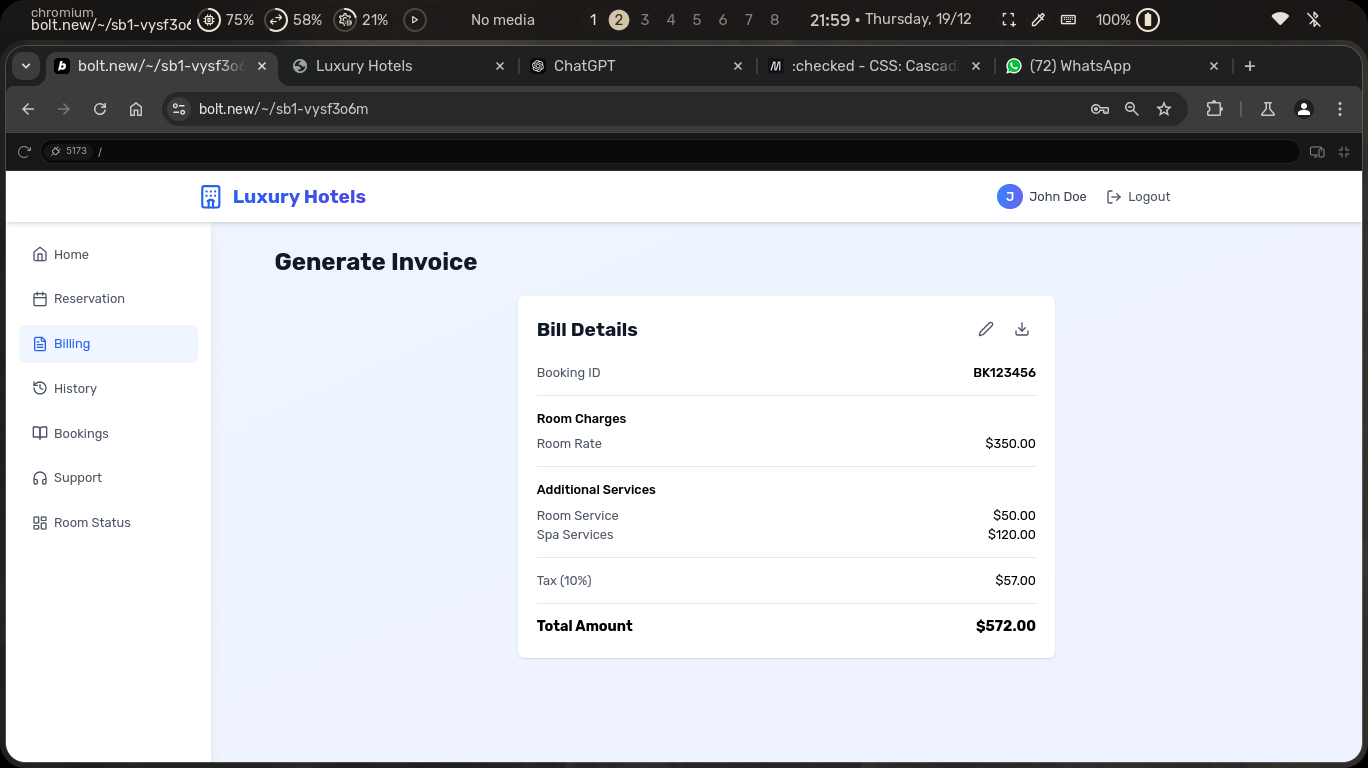 chromium
bolt.new/~/sb1-vysf3o6
75%
58%
21%
No media
1 2 3 4 5 6 7 8
21:59 • Thursday, 19/12
100%
bolt.new/~/sb1-vysf3o6
Luxury Hotels
ChatGPT
:checked - CSS: Cascadi
(72) WhatsApp
bolt.new/~/sb1-vysf3o6m
5173 /
Luxury Hotels
J John Doe Logout
Home
Reservation
Billing
History
Bookings
Support
Room Status
Generate Invoice
Bill Details
Booking ID BK123456
Room Charges
Room Rate $350.00
Additional Services
Room Service $50.00
Spa Services $120.00
Tax (10%) $57.00
Total Amount $572.00